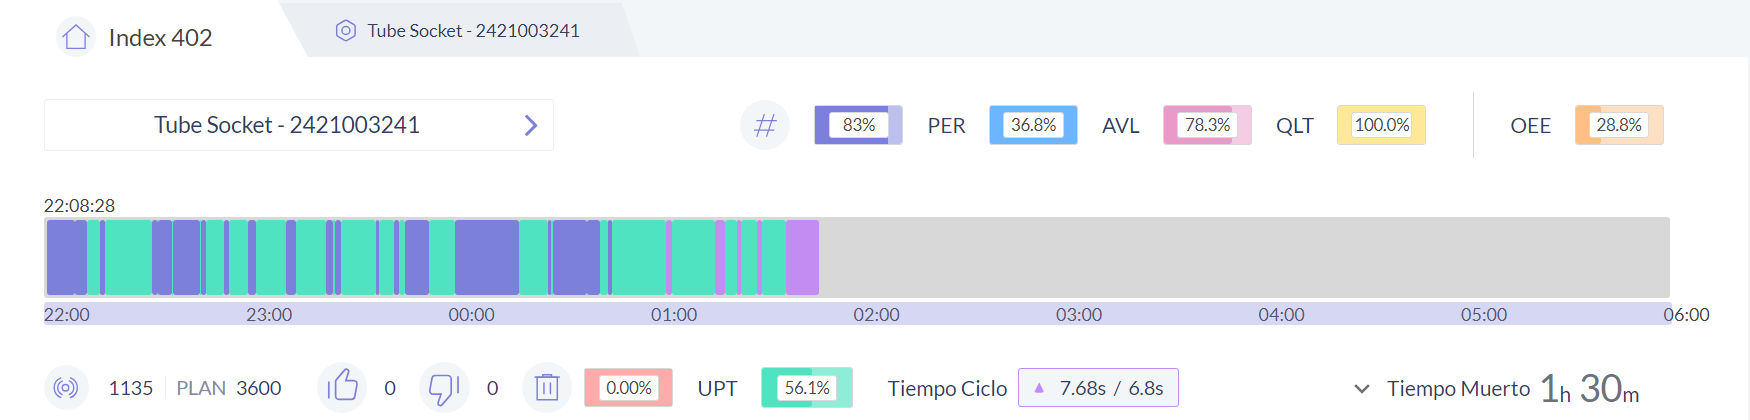 Index 402
Tube Socket - 2421003241
Tube Socket - 2421003241
# 83% PER 36.8% AVL 78.3% QLT 100.0% OEE 28.8%
22:08:28
22:00 23:00 00:00 01:00 02:00 03:00 04:00 05:00 06:00
1135 PLAN 3600 0 0 0.00% UPT 56.1% Tiempo Ciclo 7.68s / 6.8s Tiempo Muerto 1h 30m